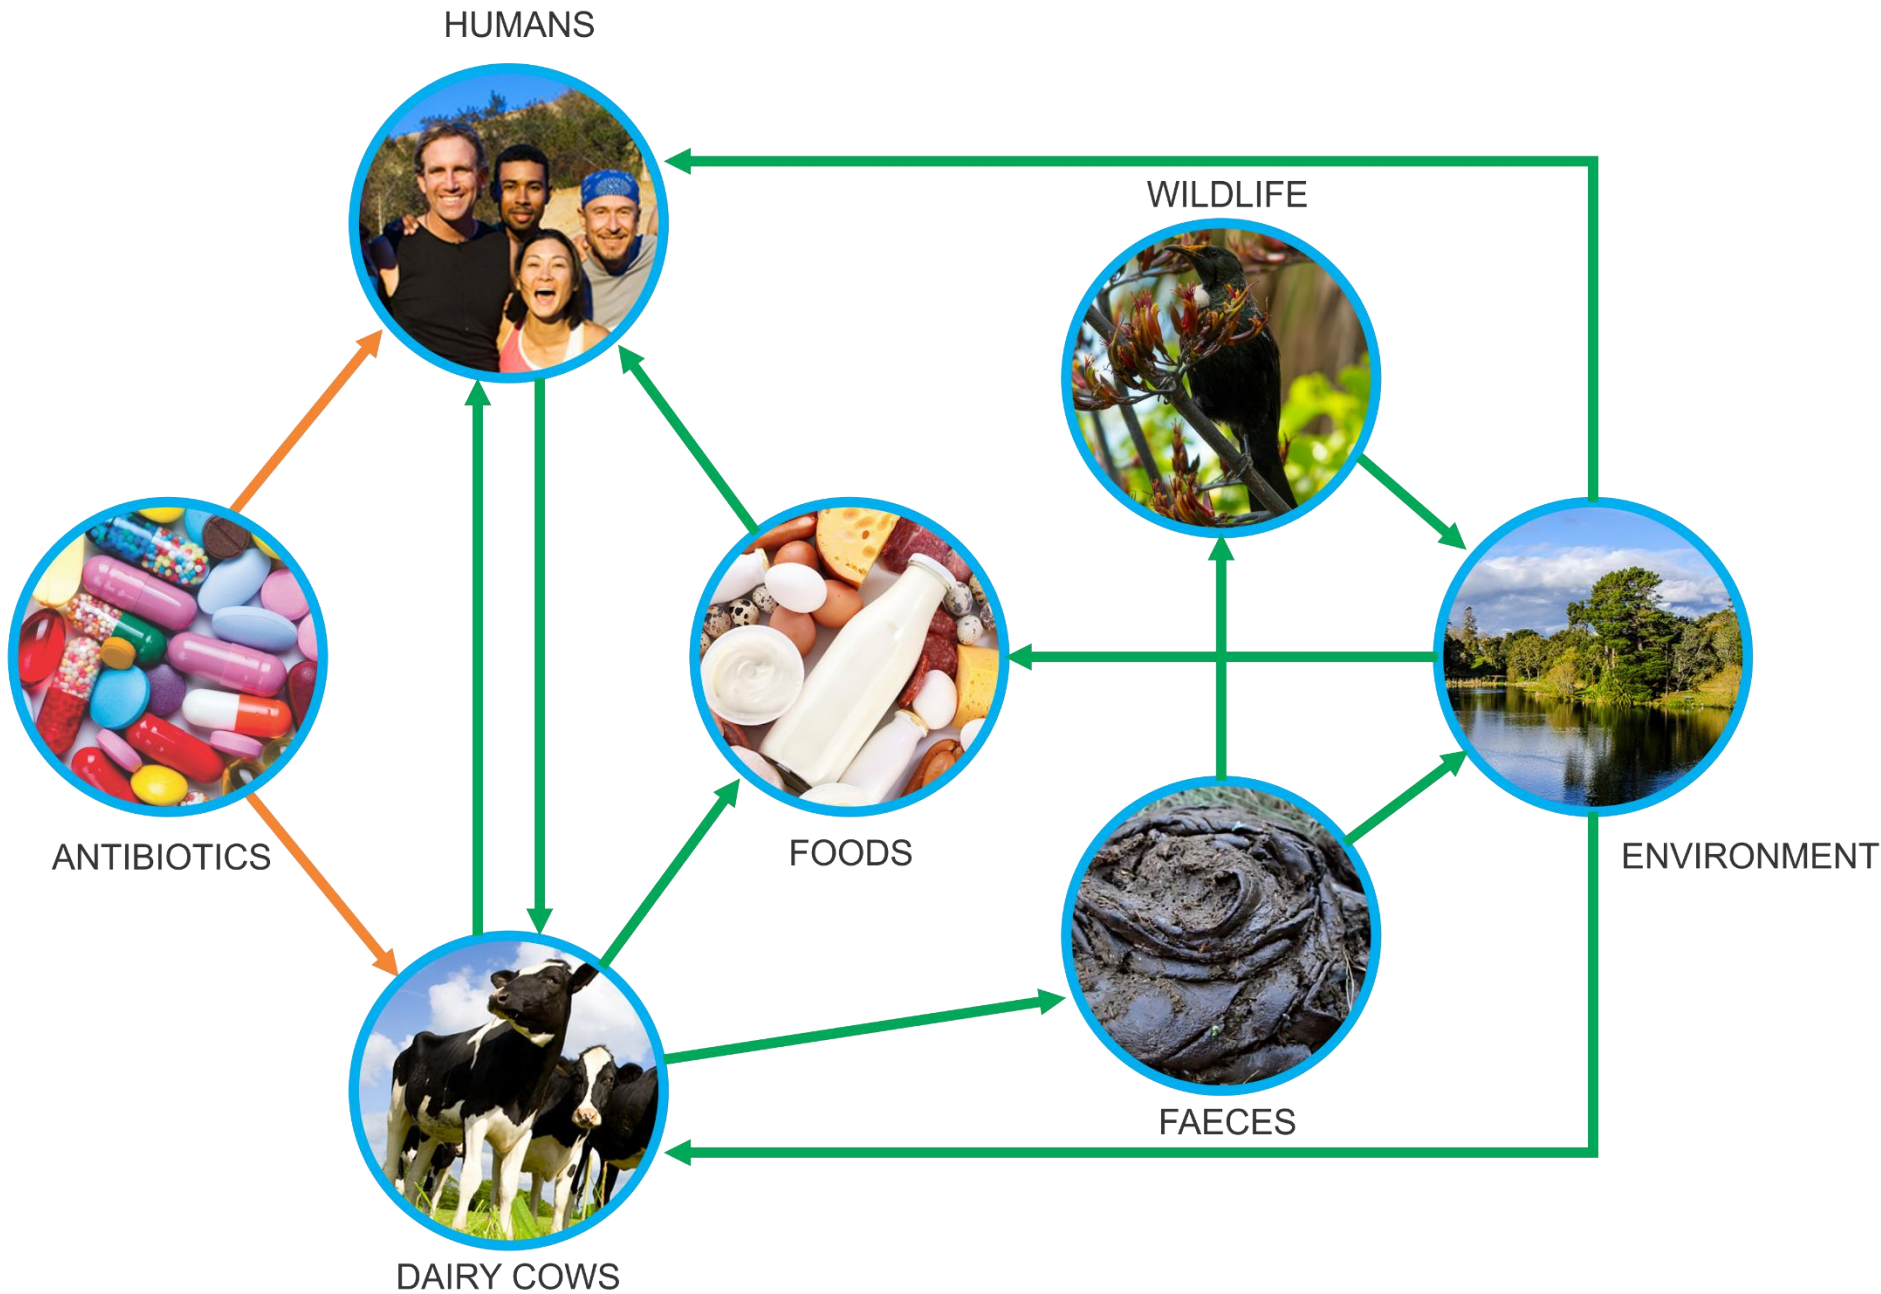 HUMANS
WILDLIFE
ANTIBIOTICS
FOODS
ENVIRONMENT
FAECES
DAIRY COWS